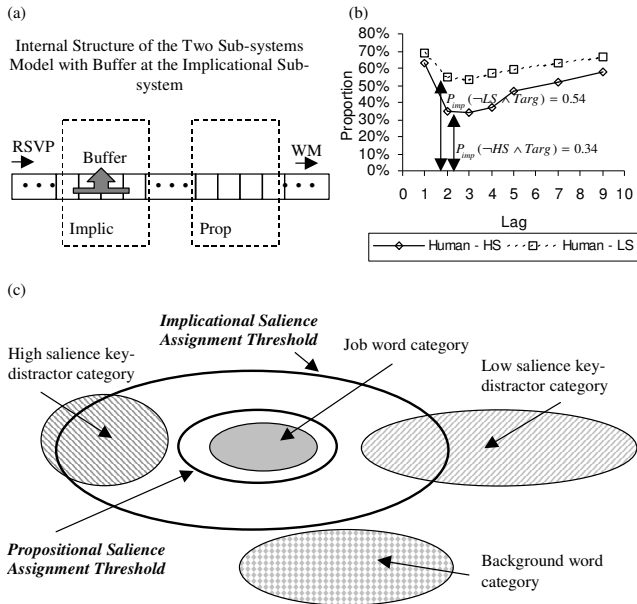 (a)
Internal Structure of the Two Sub-systems
Model with Buffer at the Implicational Sub-
system
RSVP
Buffer
WM
Implic
Prop
(b)
Proportion
80%
70%
60%
50%
40%
30%
20%
10%
0%
P_imp(¬LS ∧ Targ) = 0.54
P_imp(¬HS ∧ Targ) = 0.34
0 1 2 3 4 5 6 7 8 9 10
Lag
Human - HS
Human - LS
(c)
Implicational Salience
Assignment Threshold
High salience key-
distractor category
Job word category
Low salience key-
distractor category
Propositional Salience
Assignment Threshold
Background word
category